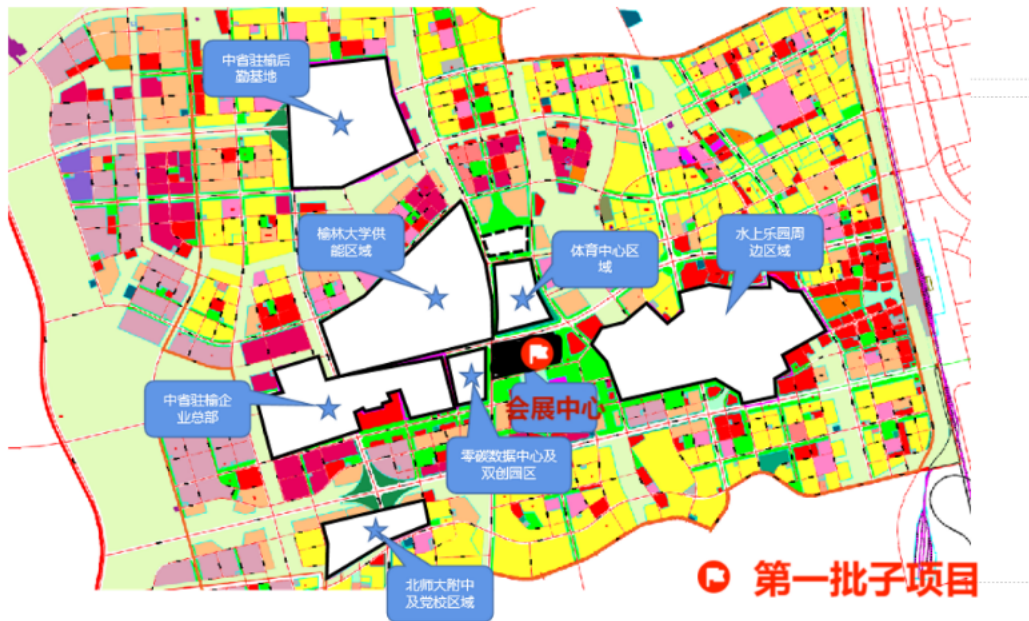 中省驻榆后
勤基地
榆林大学供
能区域
体育中心区
域
水上乐园周
边区域
中省驻榆企
业总部
会展中心
零碳数据中心及
双创园区
北师大附中
及党校区域
第一批子项目